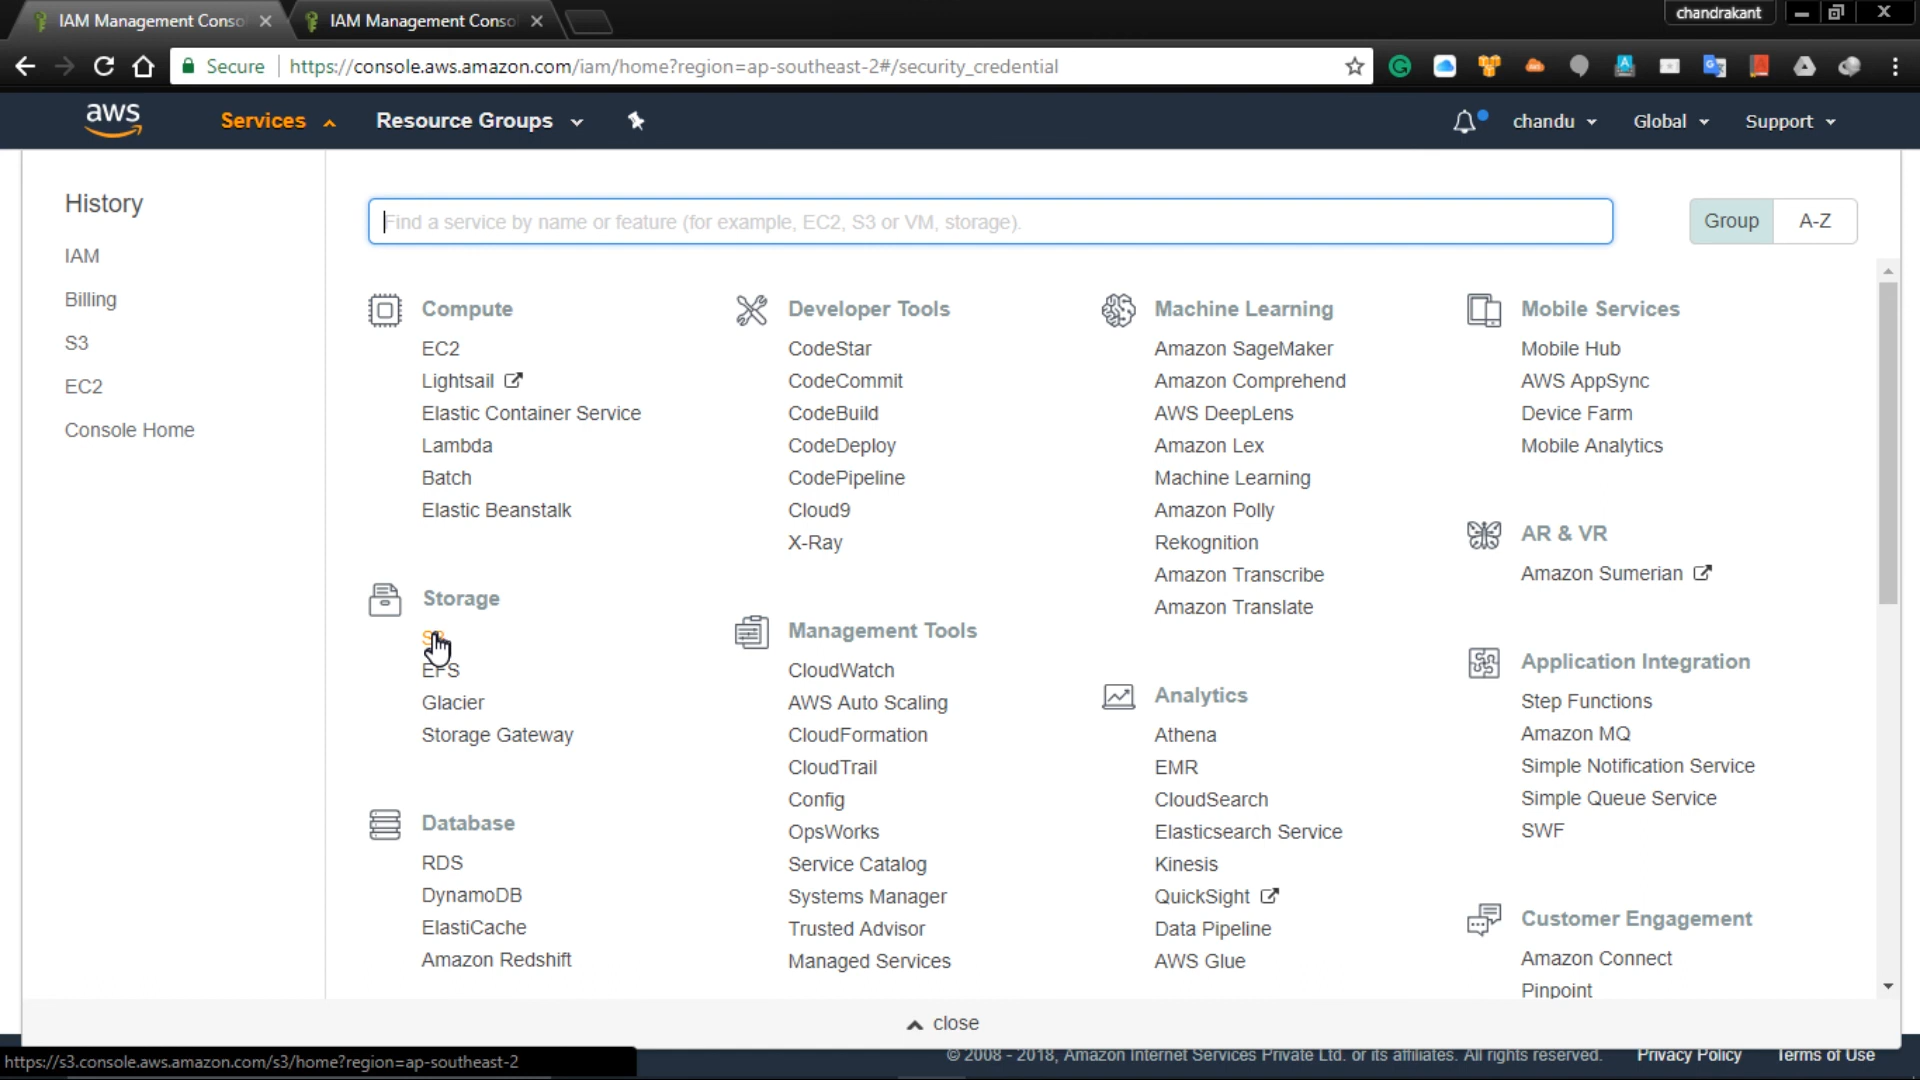 IAM Management Conso
IAM Management Conso
chandrakant
Secure
https://console.aws.amazon.com/iam/home?region=ap-southeast-2#/security_credential
aws
Services
Resource Groups
chandu
Global
Support
History
IAM
Billing
S3
EC2
Console Home
Find a service by name or feature (for example, EC2, S3 or VM, storage).
Group
A-Z
Compute
EC2
Lightsail
Elastic Container Service
Lambda
Batch
Elastic Beanstalk
Storage
S3
EFS
Glacier
Storage Gateway
Database
RDS
DynamoDB
ElastiCache
Amazon Redshift
Developer Tools
CodeStar
CodeCommit
CodeBuild
CodeDeploy
CodePipeline
Cloud9
X-Ray
Management Tools
CloudWatch
AWS Auto Scaling
CloudFormation
CloudTrail
Config
OpsWorks
Service Catalog
Systems Manager
Trusted Advisor
Managed Services
Machine Learning
Amazon SageMaker
Amazon Comprehend
AWS DeepLens
Amazon Lex
Machine Learning
Amazon Polly
Rekognition
Amazon Transcribe
Amazon Translate
Analytics
Athena
EMR
CloudSearch
Elasticsearch Service
Kinesis
QuickSight
Data Pipeline
AWS Glue
Mobile Services
Mobile Hub
AWS AppSync
Device Farm
Mobile Analytics
AR & VR
Amazon Sumerian
Application Integration
Step Functions
Amazon MQ
Simple Notification Service
Simple Queue Service
SWF
Customer Engagement
Amazon Connect
Pinpoint
close
https://s3.console.aws.amazon.com/s3/home?region=ap-southeast-2
© 2008 - 2018, Amazon Internet Services Private Ltd. or its affiliates. All rights reserved.
Privacy Policy
Terms of Use